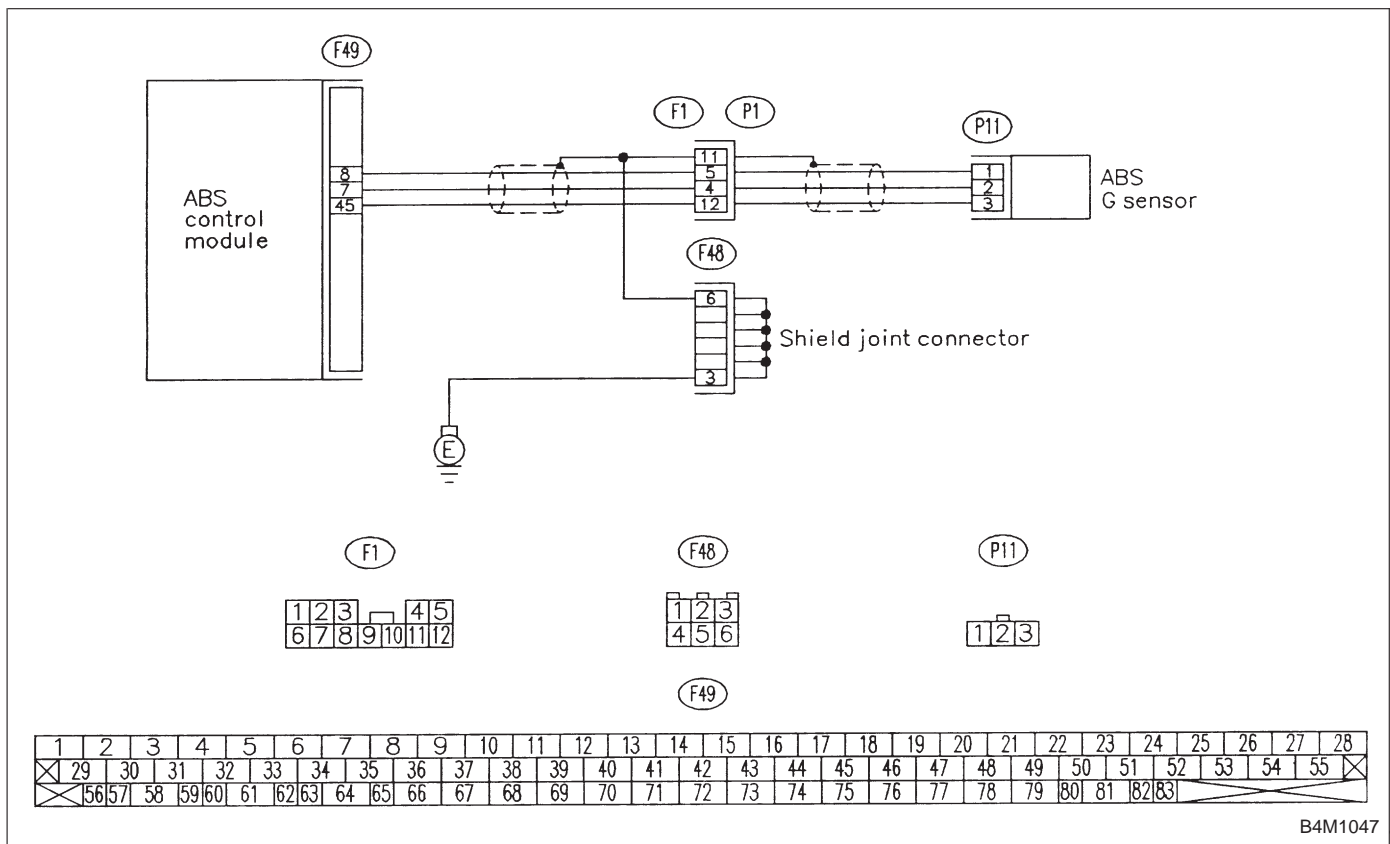 F49
F1 P1
P11
ABS
control
module
8
7
45
11
5
4
12
1
2
3
ABS
G sensor
F48
6
3
Shield joint connector
E
F1
F48
P11
1 2 3 4 5
6 7 8 9 10 11 12
1 2 3
4 5 6
1 2 3
F49
1 2 3 4 5 6 7 8 9 10 11 12 13 14 15 16 17 18 19 20 21 22 23 24 25 26 27 28
29 30 31 32 33 34 35 36 37 38 39 40 41 42 43 44 45 46 47 48 49 50 51 52 53 54 55
56 57 58 59 60 61 62 63 64 65 66 67 68 69 70 71 72 73 74 75 76 77 78 79 80 81 82 83
B4M1047